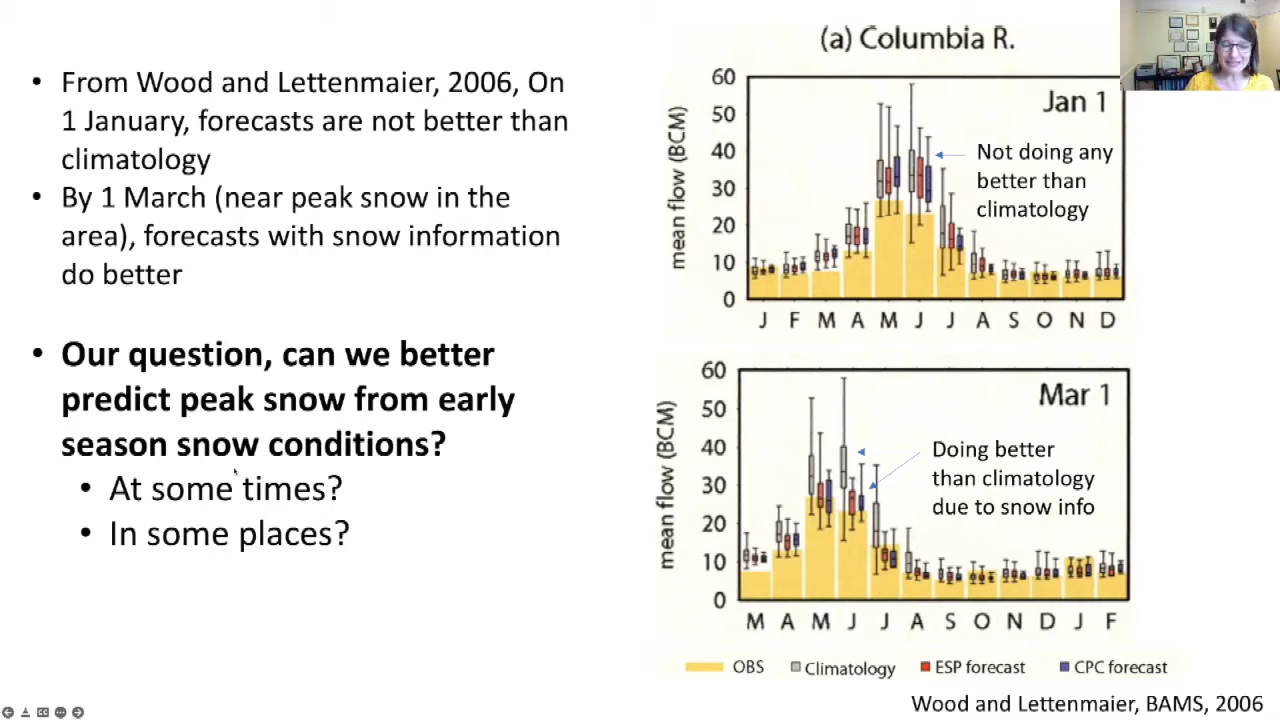 • From Wood and Lettenmaier, 2006, On
1 January, forecasts are not better than
climatology
• By 1 March (near peak snow in the
area), forecasts with snow information
do better
• Our question, can we better
predict peak snow from early
season snow conditions?
• At some times?
• In some places?
(a) Columbia R.
Jan 1
mean flow (BCM)
60
50
40
30
20
10
0
Not doing any
better than
climatology
J F M A M J J A S O N D
Mar 1
mean flow (BCM)
60
50
40
30
20
10
0
Doing better
than climatology
due to snow info
M A M J J A S O N D J F
OBS Climatology ESP forecast CPC forecast
Wood and Lettenmaier, BAMS, 2006